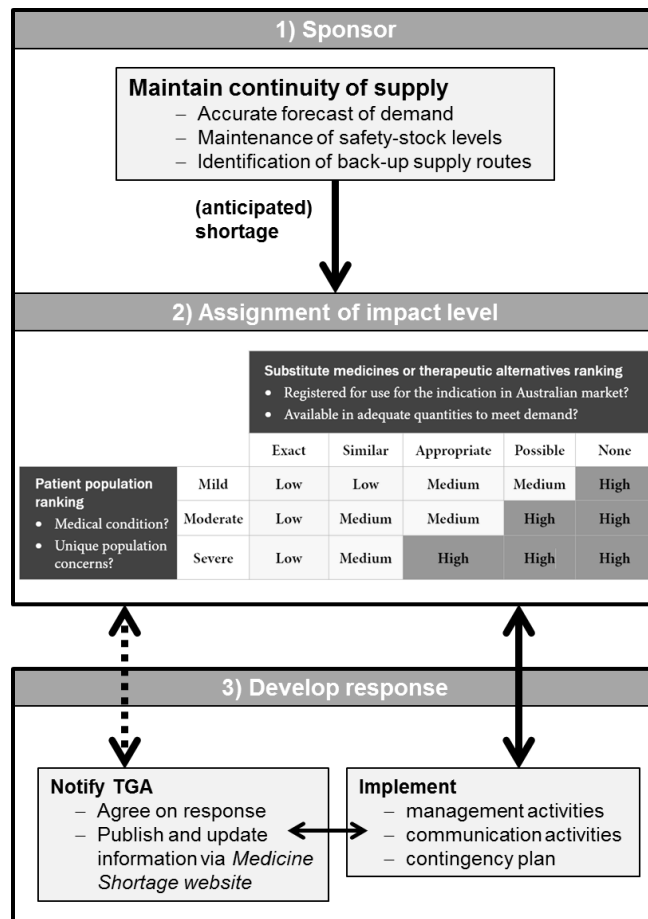 1) Sponsor
Maintain continuity of supply
– Accurate forecast of demand
– Maintenance of safety-stock levels
– Identification of back-up supply routes
(anticipated)
shortage
2) Assignment of impact level
Substitute medicines or therapeutic alternatives ranking
• Registered for use for the indication in Australian market?
• Available in adequate quantities to meet demand?
Exact Similar Appropriate Possible None
Patient population
ranking
• Medical condition?
• Unique population
concerns?
Mild Low Low Medium Medium High
Moderate Low Medium Medium High High
Severe Low Medium High High High
3) Develop response
Notify TGA
– Agree on response
– Publish and update
information via Medicine
Shortage website
Implement
– management activities
– communication activities
– contingency plan